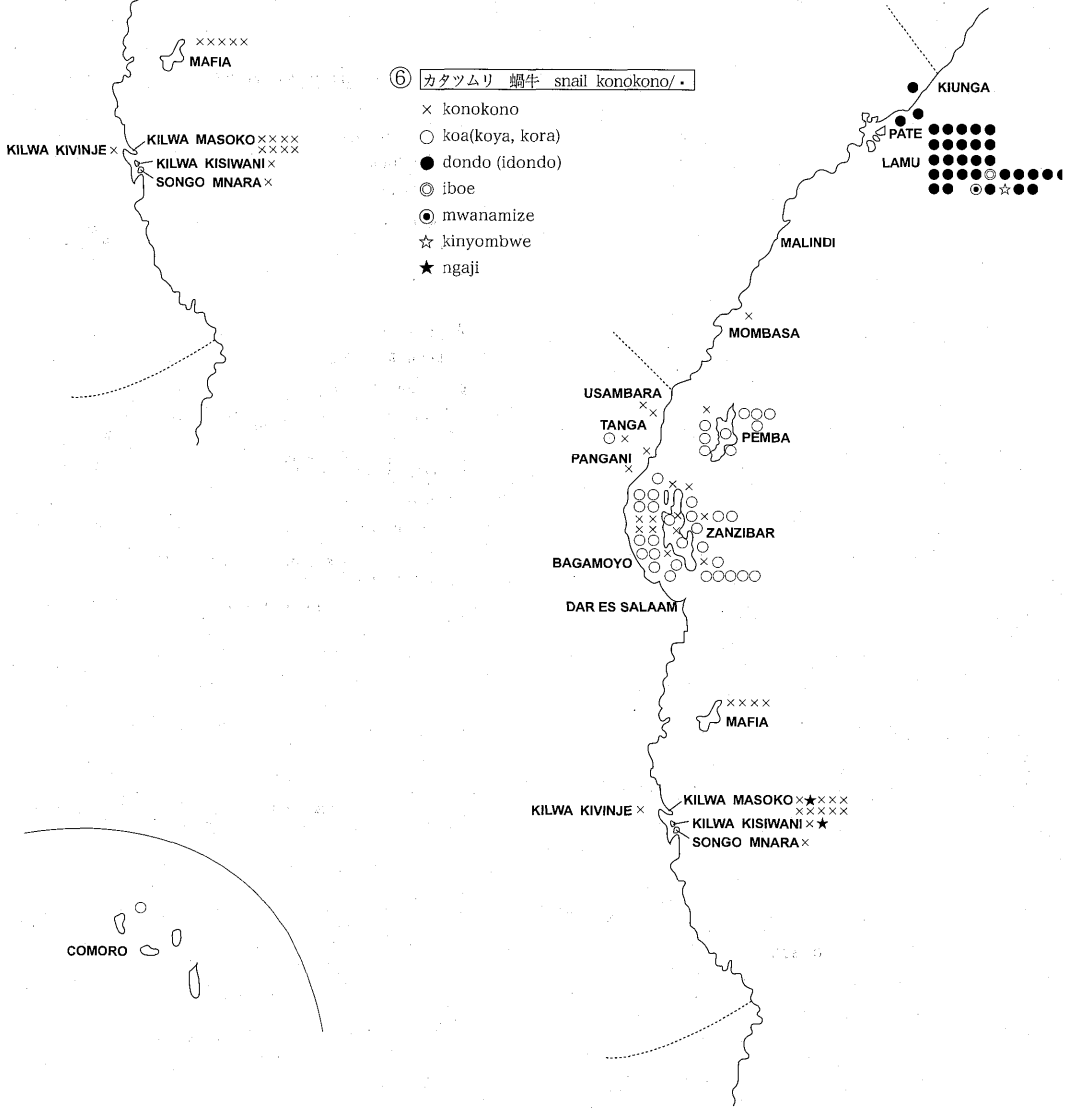 MAFIA
KILWA MASOKO
KILWA KIVINJE
KILWA KISIWANI
SONGO MNARA
⑥ カタツムリ 蝸牛 snail konokono/・
× konokono
○ koa(koya, kora)
● dondo (idondo)
◎ iboe
mwanamize
☆ kinyombwe
★ ngaji
KIUNGA
PATE
LAMU
MALINDI
MOMBASA
USAMBARA
TANGA
PEMBA
PANGANI
ZANZIBAR
BAGAMOYO
DAR ES SALAAM
MAFIA
KILWA MASOKO
KILWA KIVINJE
KILWA KISIWANI
SONGO MNARA
COMORO